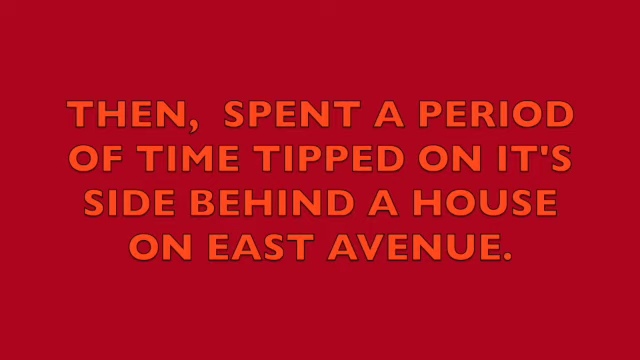 THEN,  SPENT A PERIOD
OF TIME TIPPED ON IT'S
SIDE BEHIND A HOUSE
ON EAST AVENUE.